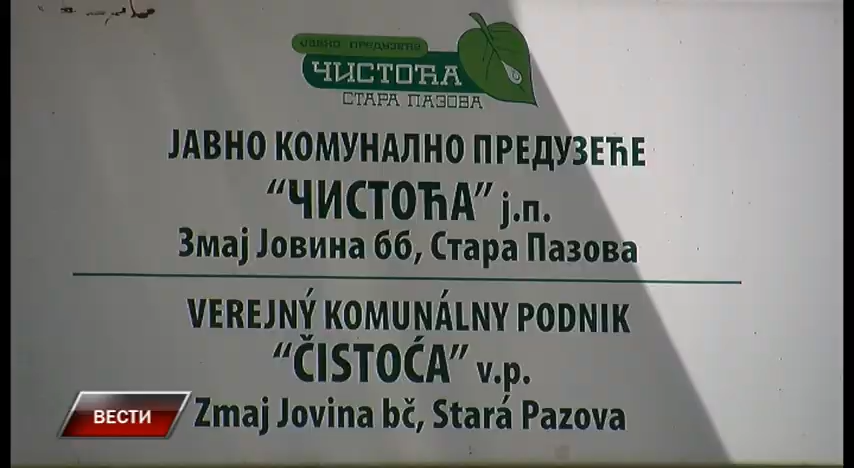 ЈАВНО ПРЕДУЗЕЋЕ
ЧИСТОЋА
СТАРА ПАЗОВА
ЈАВНО КОМУНАЛНО ПРЕДУЗЕЋЕ
“ЧИСТОЋА” ј.п.
Змај Јовина бб, Стара Пазова
VEREJNÝ KOMUNÁLNY PODNIK
“ČISTOĆA” v.p.
Zmaj Jovina bč, Stará Pazova
ВЕСТИ